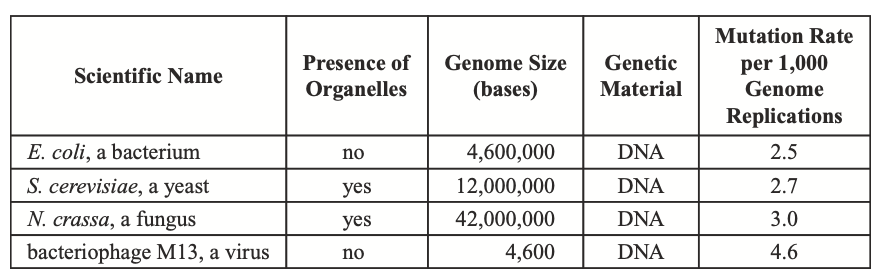 Scientific Name | Presence of Organelles | Genome Size (bases) | Genetic Material | Mutation Rate per 1,000 Genome Replications
E. coli, a bacterium | no | 4,600,000 | DNA | 2.5
S. cerevisiae, a yeast | yes | 12,000,000 | DNA | 2.7
N. crassa, a fungus | yes | 42,000,000 | DNA | 3.0
bacteriophage M13, a virus | no | 4,600 | DNA | 4.6